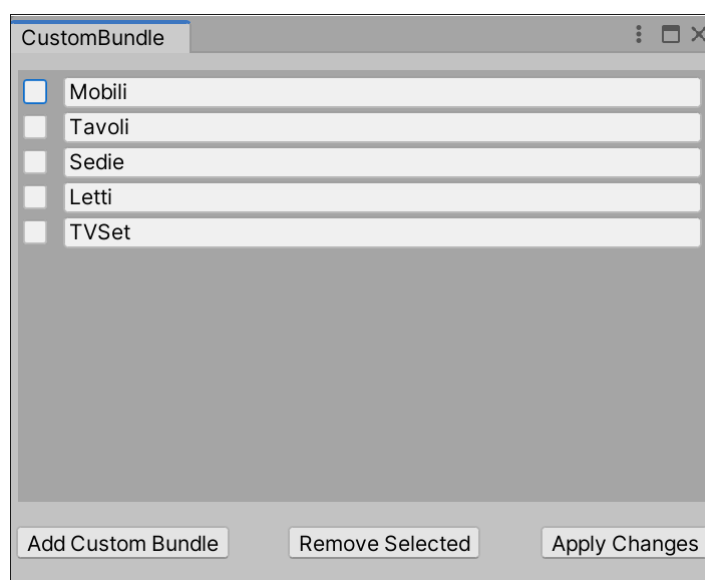 CustomBundle
Mobili
Tavoli
Sedie
Letti
TVSet
Add Custom Bundle Remove Selected Apply Changes